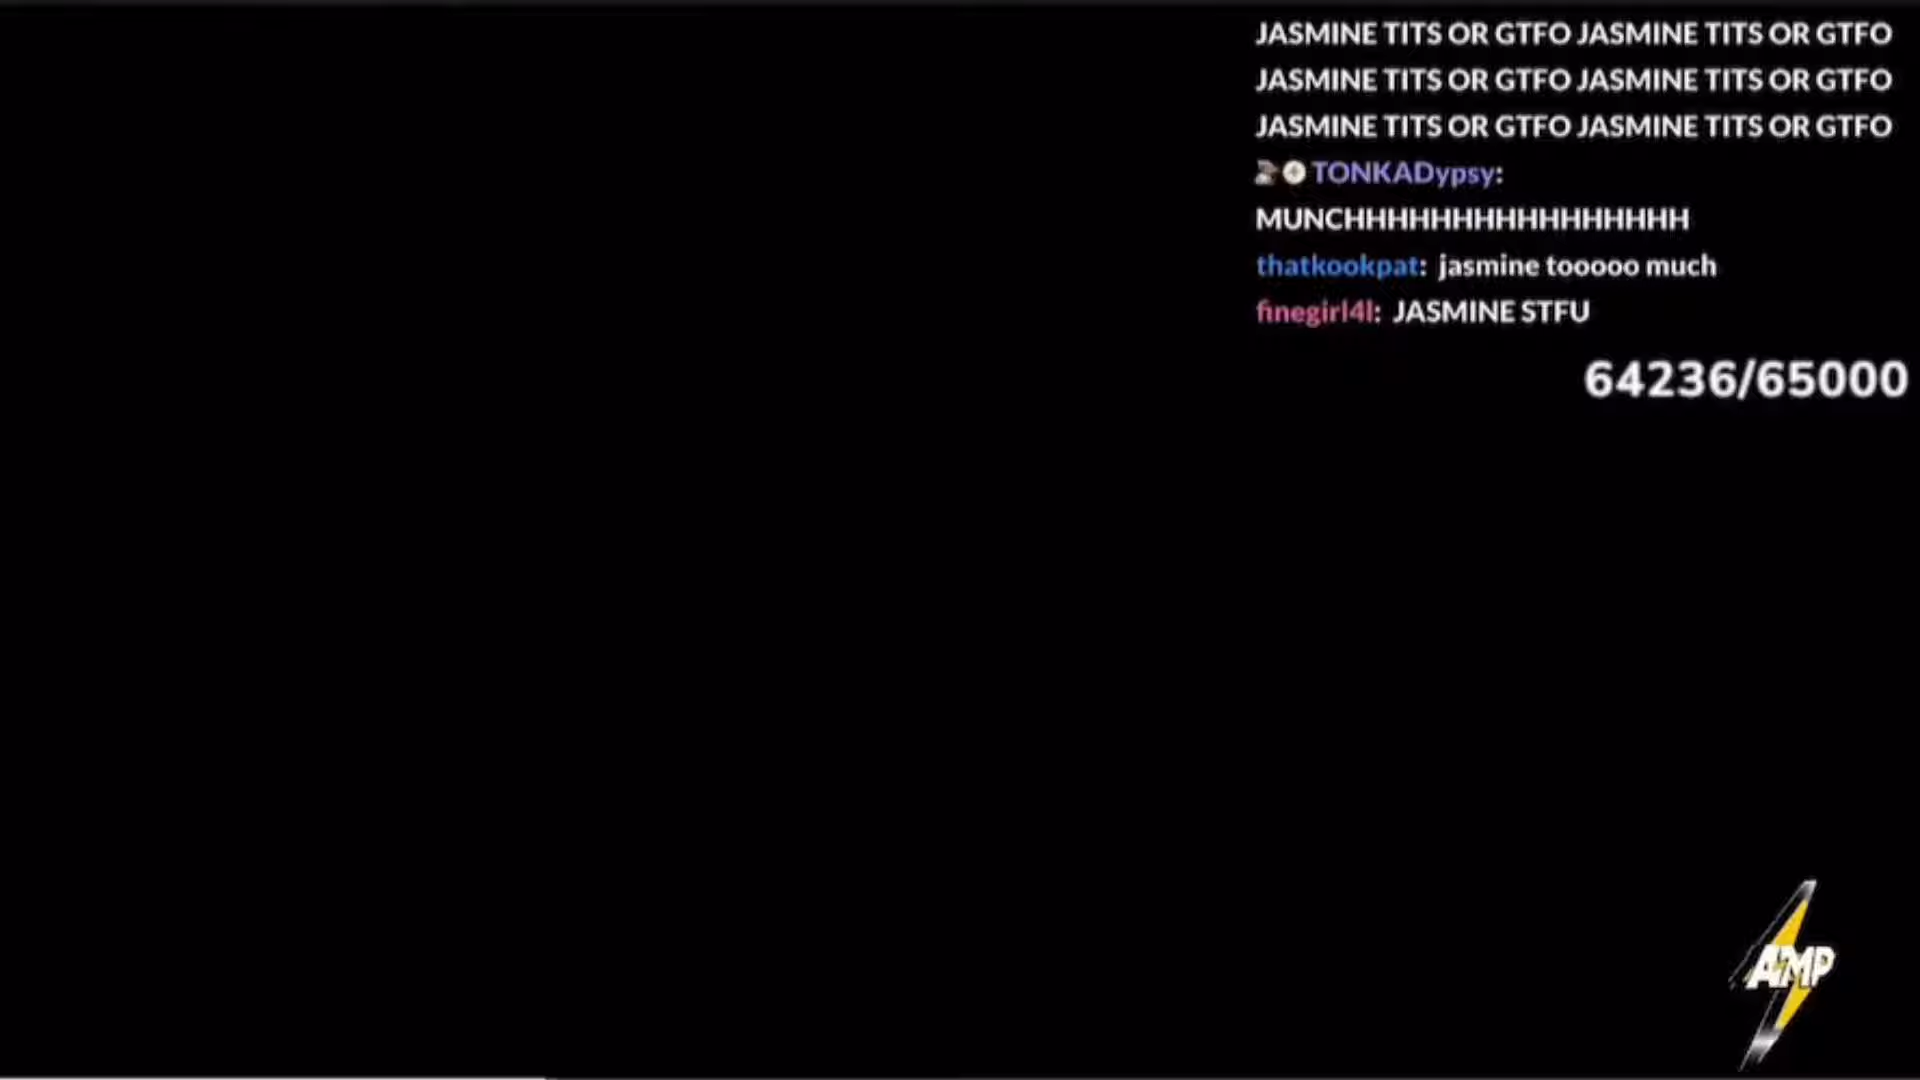 JASMINE TITS OR GTFO JASMINE TITS OR GTFO
JASMINE TITS OR GTFO JASMINE TITS OR GTFO
JASMINE TITS OR GTFO JASMINE TITS OR GTFO
TONKADypsy:
MUNCHHHHHHHHHHHHHHHHH
thatkookpat: jasmine tooooo much
finegirl4l: JASMINE STFU
64236/65000
AMP